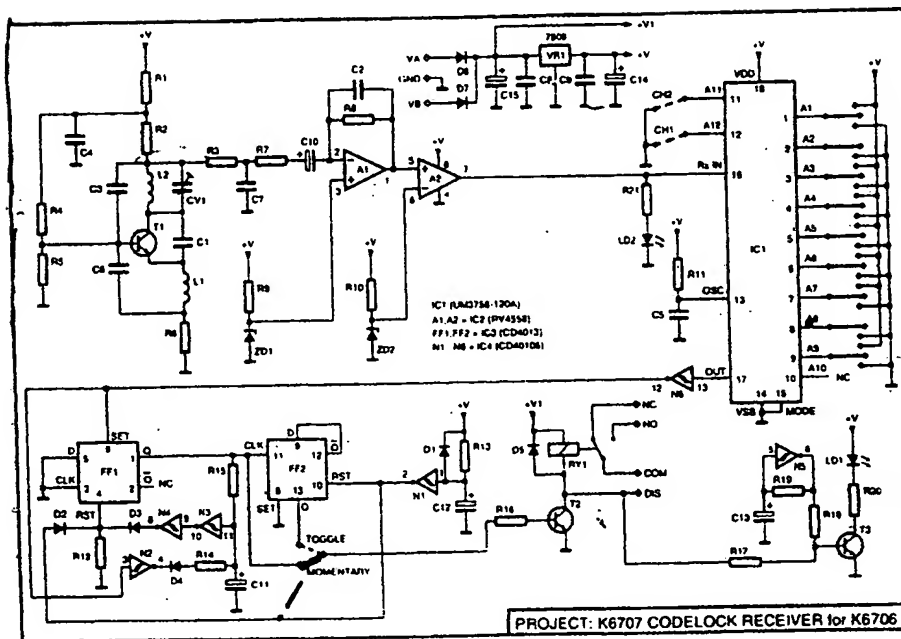 +V
R1
R2
C4
C3
L2
CV1
R4
T1
C1
R5
C6
L1
R6
R3
R7
C7
C10
C2
R8
2
3
A1
1
+V
R9
ZD1
+V
R10
ZD2
+V
5
6
8
4
7
VA
GND
VB
D6
D7
C15
7808
VR1
+V1
+V
C9
C14
CH2
CH1
A11
A12
Rx IN
R21
LD2
+V
R11
C5
OSC
+V
VDD
18
11
12
16
13
17
IC1
14
15
VSS
MODE
OUT
1
2
3
4
5
6
7
8
9
10
A1
A2
A3
A4
A5
A6
A7
A9
A10
NC
+V
IC1 (UM3758-120A)
A1,A2 = IC2 (RV4558)
FF1,FF2 = IC3 (CD4013)
N1 N6 = IC4 (CD40106)
12
N6
13
D
CLK
SET
6
5
3
FF1
1
2
4
Q
Q
NC
RST
D2
D3
8
N4
9
10
N3
11
R12
3
N2
4
D4
R14
R15
C11
CLK
11
D
9
12
Q
FF2
8
13
10
RST
SET
Q
TOGGLE
MOMENTARY
2
N1
1
D1
+V
R13
C12
R16
+V1
D5
RY1
T2
NC
NO
COM
DIS
R17
5
N5
6
R19
C13
R18
+V
LD1
R20
T3
PROJECT: K6707 CODELOCK RECEIVER for K6706